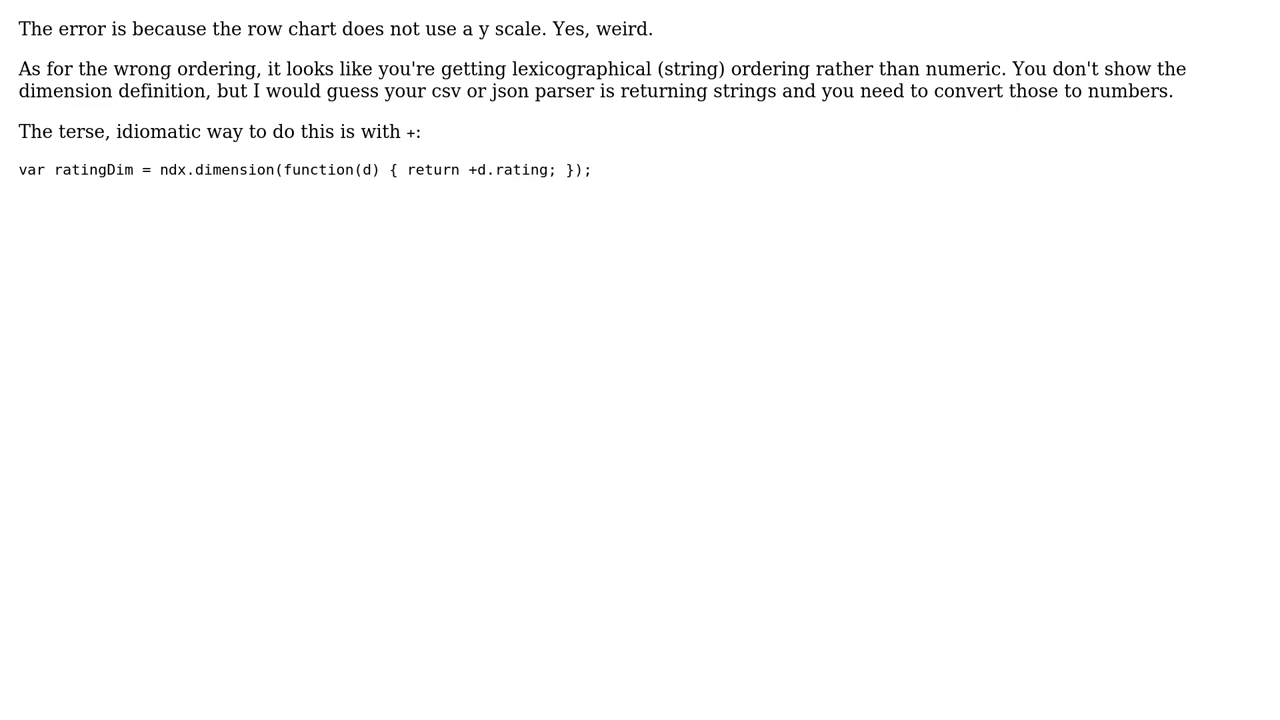 The error is because the row chart does not use a y scale. Yes, weird.
As for the wrong ordering, it looks like you're getting lexicographical (string) ordering rather than numeric. You don't show the
dimension definition, but I would guess your csv or json parser is returning strings and you need to convert those to numbers.
The terse, idiomatic way to do this is with +:
var ratingDim = ndx.dimension(function(d) { return +d.rating; });